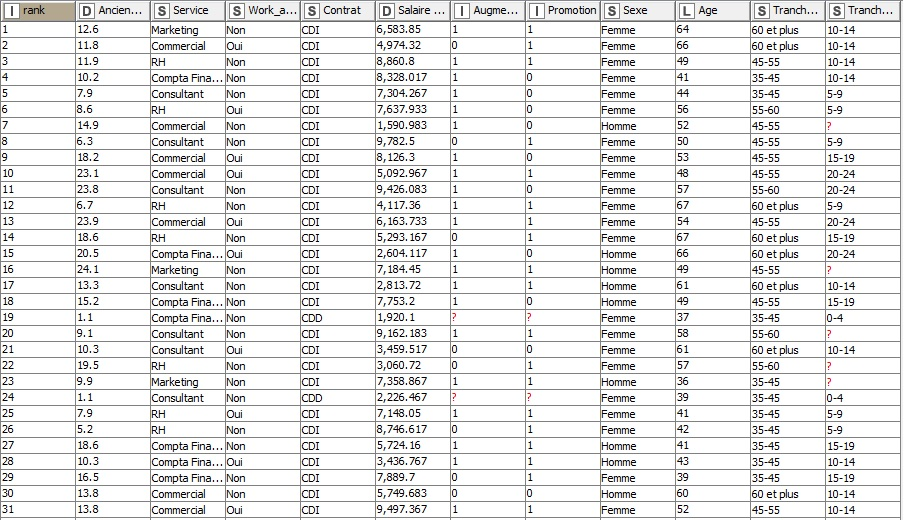 I rank D Ancien... S Service S Work_a... S Contrat D Salaire ... I Augme... I Promotion S Sexe L Age S Tranch... S Tranch...
1 12.6 Marketing Non CDI 6,583.85 1 1 Femme 64 60 et plus 10-14
2 11.8 Commercial Oui CDI 4,974.32 0 1 Femme 66 60 et plus 10-14
3 11.9 RH Non CDI 8,860.8 1 1 Femme 49 45-55 10-14
4 10.2 Compta Fina... Non CDI 8,328.017 1 0 Femme 41 35-45 10-14
5 7.9 Consultant Non CDI 7,304.267 1 0 Femme 44 35-45 5-9
6 8.6 RH Oui CDI 7,637.933 1 0 Femme 56 55-60 5-9
7 14.9 Commercial Non CDI 1,590.983 1 0 Homme 52 45-55 ?
8 6.3 Consultant Non CDI 9,782.5 0 1 Femme 50 45-55 5-9
9 18.2 Commercial Oui CDI 8,126.3 1 0 Femme 53 45-55 15-19
10 23.1 Commercial Oui CDI 5,092.967 1 1 Femme 48 45-55 20-24
11 23.8 Consultant Non CDI 9,426.083 0 1 Femme 57 55-60 20-24
12 6.7 RH Non CDI 4,117.36 1 1 Femme 67 60 et plus 5-9
13 23.9 Commercial Oui CDI 6,163.733 1 1 Femme 54 45-55 20-24
14 18.6 RH Non CDI 5,293.167 0 1 Femme 67 60 et plus 15-19
15 20.5 Compta Fina... Oui CDI 2,604.117 0 0 Homme 66 60 et plus 20-24
16 24.1 Marketing Non CDI 7,184.45 1 1 Homme 49 45-55 ?
17 13.3 Consultant Non CDI 2,813.72 1 1 Homme 61 60 et plus 10-14
18 15.2 Compta Fina... Non CDI 7,753.2 1 0 Homme 49 45-55 15-19
19 1.1 Compta Fina... Non CDD 1,920.1 ? ? Femme 37 35-45 0-4
20 9.1 Consultant Non CDI 9,162.183 1 1 Femme 58 55-60 ?
21 10.3 Consultant Oui CDI 3,459.517 0 0 Femme 61 60 et plus 10-14
22 19.5 RH Non CDI 3,060.72 0 0 Femme 57 55-60 ?
23 9.9 Marketing Non CDI 7,358.867 1 1 Homme 36 35-45 ?
24 1.1 Consultant Non CDD 2,226.467 ? ? Femme 39 35-45 0-4
25 7.9 RH Oui CDI 7,148.05 1 1 Femme 41 35-45 5-9
26 5.2 RH Non CDI 8,746.617 0 0 Femme 42 35-45 5-9
27 18.6 Compta Fina... Non CDI 5,724.16 1 1 Homme 41 35-45 15-19
28 10.3 Compta Fina... Oui CDI 3,436.767 1 1 Homme 43 35-45 10-14
29 16.5 Compta Fina... Non CDI 7,889.7 1 0 Femme 39 35-45 15-19
30 13.8 Commercial Non CDI 5,749.683 0 0 Homme 60 60 et plus 10-14
31 13.8 Commercial Oui CDI 9,497.367 1 1 Femme 52 45-55 10-14